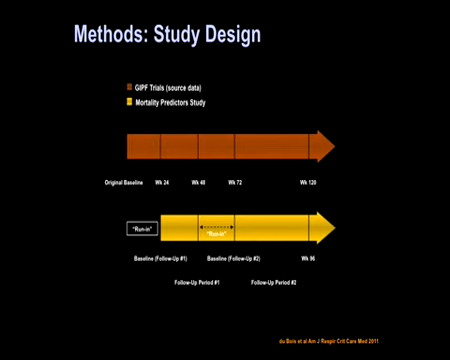 Methods: Study Design
GIPF Trials (source data)
Mortality Predictors Study
Original Baseline Wk 24 Wk 48 Wk 72 Wk 120
"Run-in" "Run-in"
Baseline (Follow-Up #1) Baseline (Follow-Up #2) Wk 96
Follow-Up Period #1 Follow-Up Period #2
du Bois et al Am J Respir Crit Care Med 2011